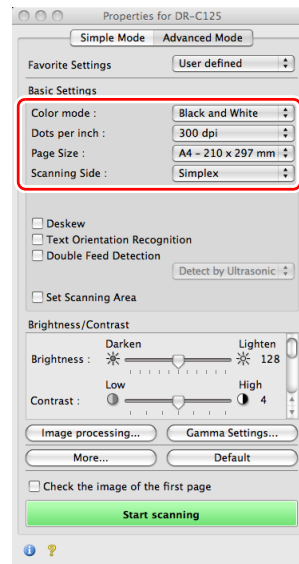 Properties for DR-C125
Simple Mode Advanced Mode
Favorite Settings User defined
Basic Settings
Color mode : Black and White
Dots per inch : 300 dpi
Page Size : A4 – 210 x 297 mm
Scanning Side : Simplex
Deskew
Text Orientation Recognition
Double Feed Detection
Detect by Ultrasonic
Set Scanning Area
Brightness/Contrast
Darken Lighten
Brightness : 128
Low High
Contrast : 4
Image processing... Gamma Settings...
More... Default
Check the image of the first page
Start scanning